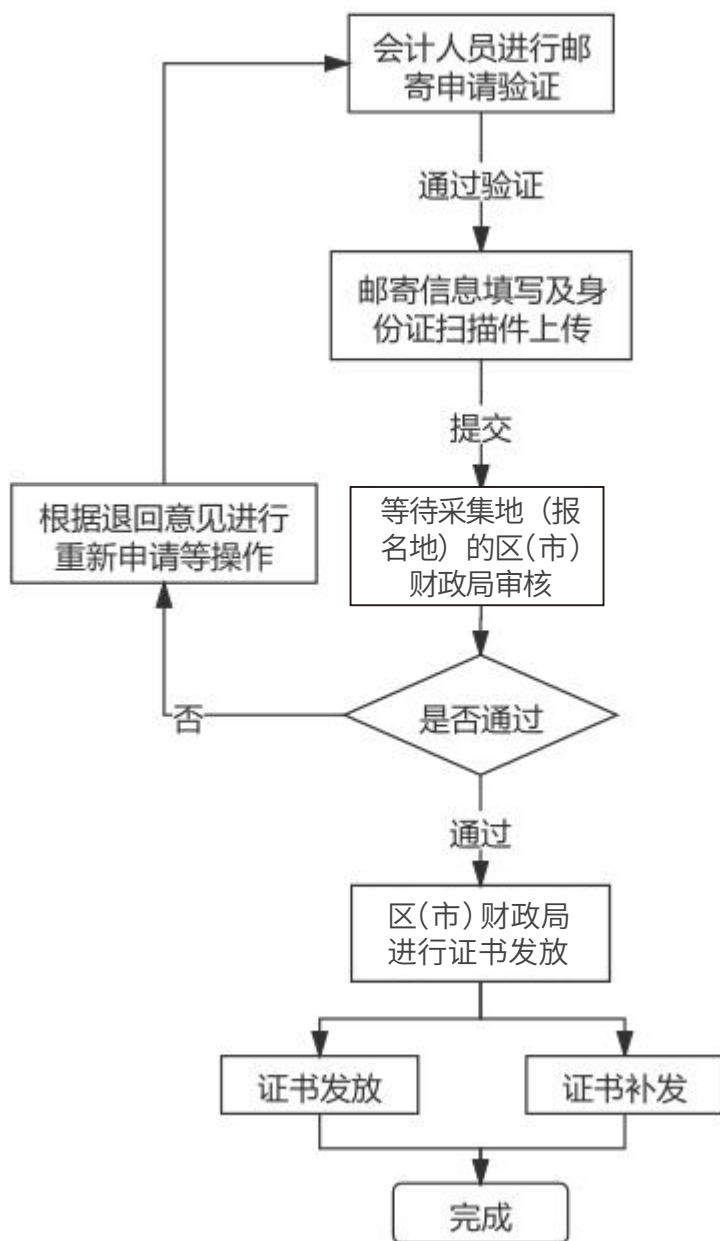 会计人员进行邮
寄申请验证
通过验证
邮寄信息填写及身
份证扫描件上传
提交
根据退回意见进行
重新申请等操作
等待采集地（报
名地）的区（市）
财政局审核
否
是否通过
通过
区（市）财政局
进行证书发放
证书发放
证书补发
完成